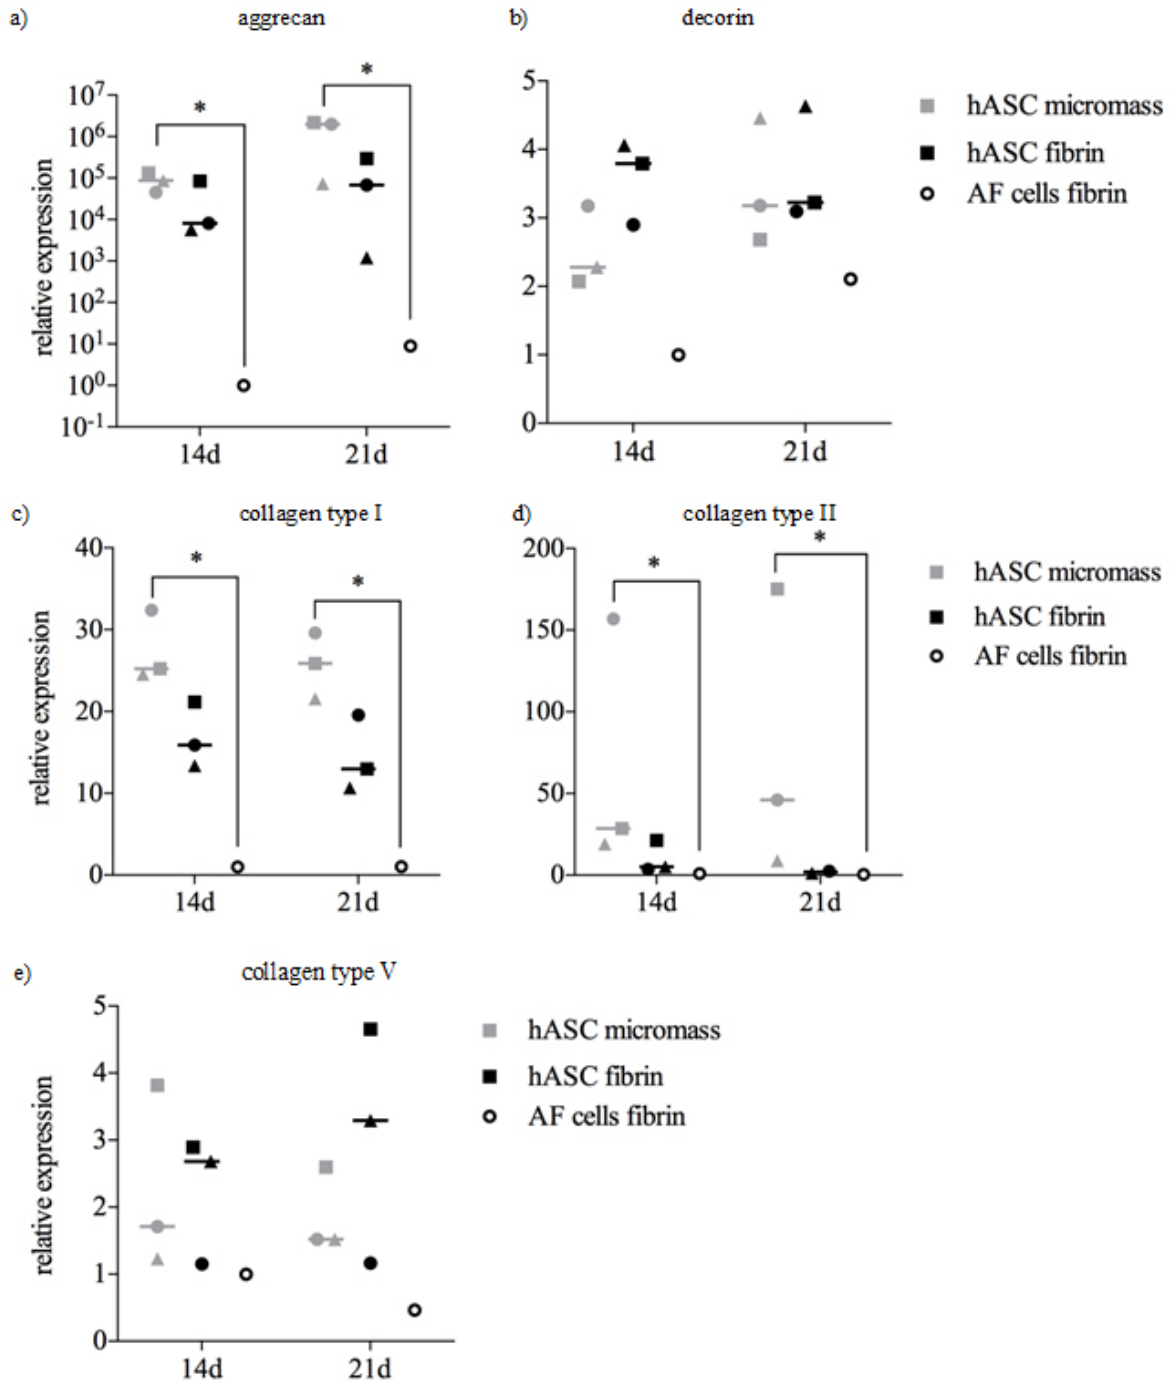 a) aggrecan
b) decorin
relative expression
10^7
10^6
10^5
10^4
10^3
10^2
10^1
10^0
10^-1
14d 21d
*
*
5
4
3
2
1
0
14d 21d
hASC micromass
hASC fibrin
AF cells fibrin
c) collagen type I
d) collagen type II
relative expression
40
30
20
10
0
14d 21d
*
*
200
150
100
50
0
14d 21d
*
*
hASC micromass
hASC fibrin
AF cells fibrin
e) collagen type V
relative expression
5
4
3
2
1
0
14d 21d
hASC micromass
hASC fibrin
AF cells fibrin